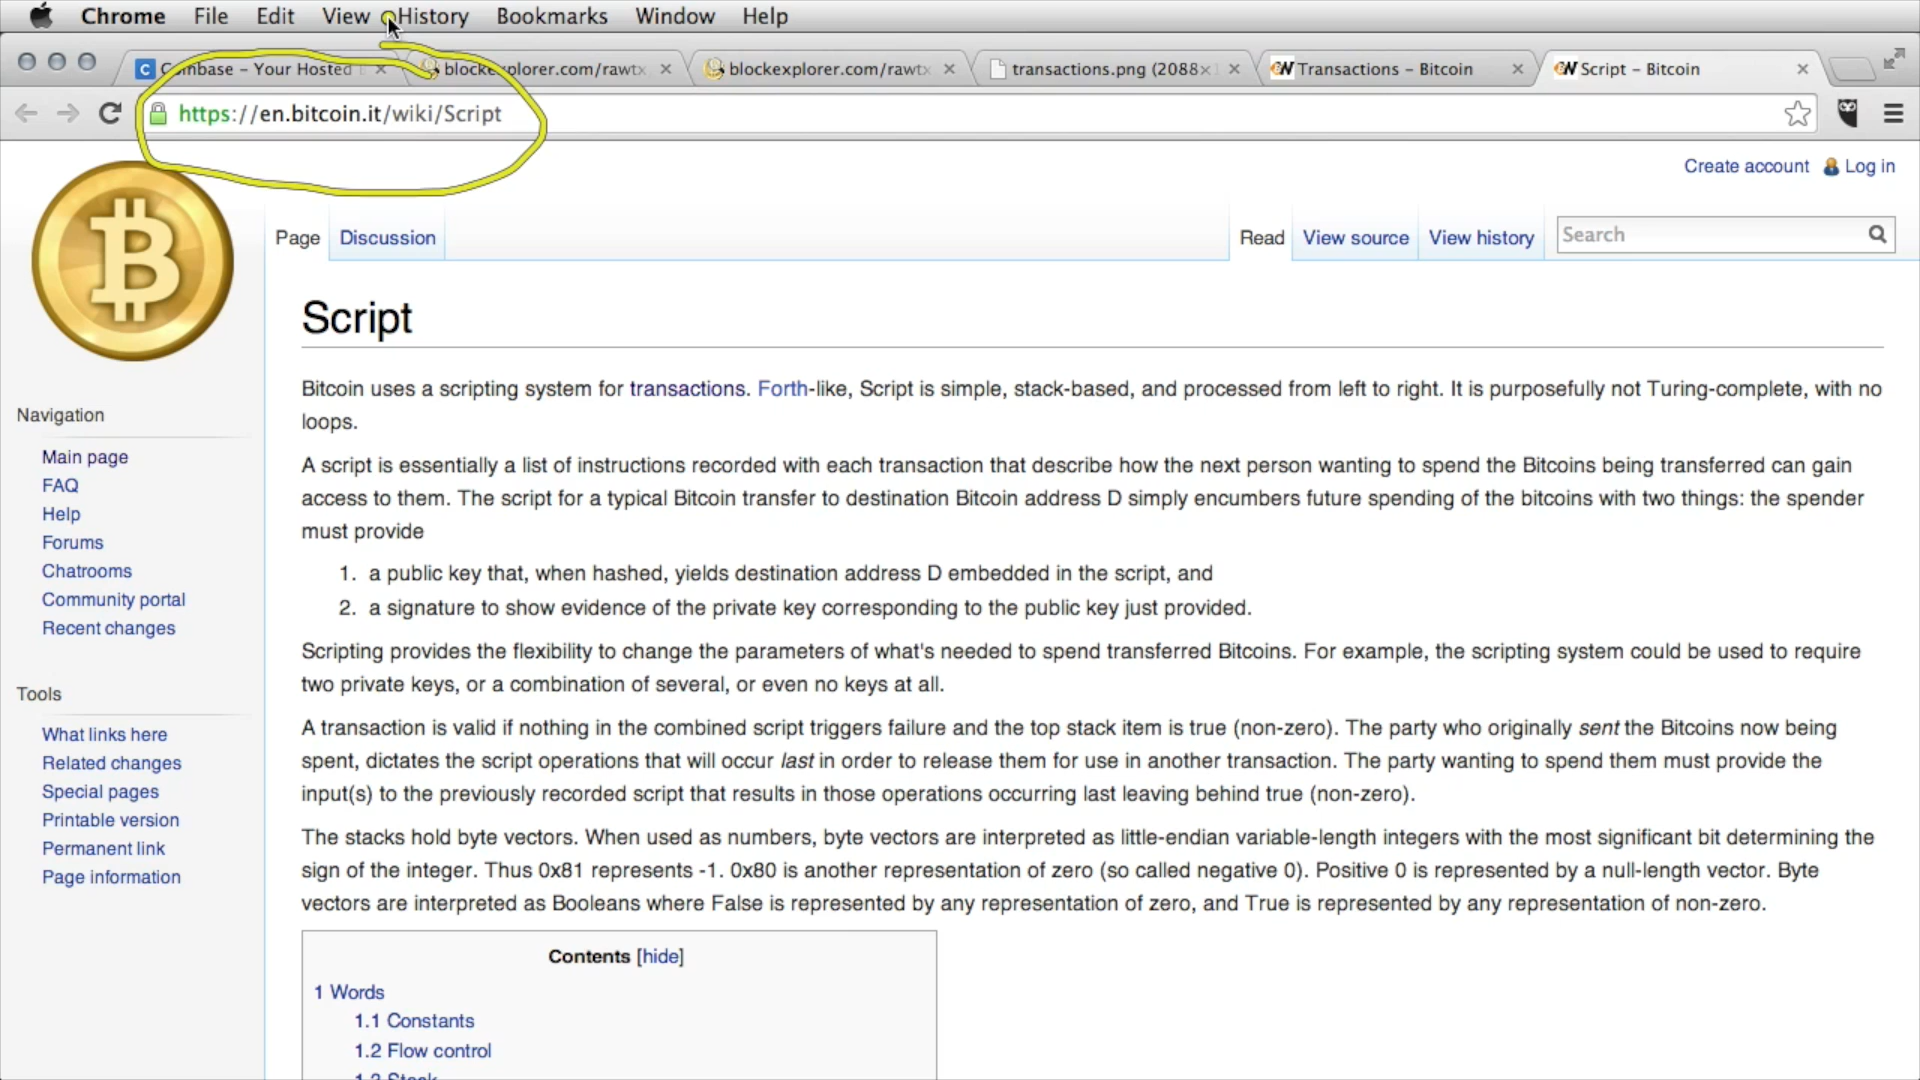 Chrome File Edit View History Bookmarks Window Help
Coinbase – Your Hosted blockexplorer.com/rawtx blockexplorer.com/rawtx transactions.png (2088× Transactions – Bitcoin Script – Bitcoin
https://en.bitcoin.it/wiki/Script
Create account Log in
Page Discussion Read View source View history Search
Script
Bitcoin uses a scripting system for transactions. Forth-like, Script is simple, stack-based, and processed from left to right. It is purposefully not Turing-complete, with no
loops.
A script is essentially a list of instructions recorded with each transaction that describe how the next person wanting to spend the Bitcoins being transferred can gain
access to them. The script for a typical Bitcoin transfer to destination Bitcoin address D simply encumbers future spending of the bitcoins with two things: the spender
must provide
1. a public key that, when hashed, yields destination address D embedded in the script, and
2. a signature to show evidence of the private key corresponding to the public key just provided.
Scripting provides the flexibility to change the parameters of what's needed to spend transferred Bitcoins. For example, the scripting system could be used to require
two private keys, or a combination of several, or even no keys at all.
A transaction is valid if nothing in the combined script triggers failure and the top stack item is true (non-zero). The party who originally sent the Bitcoins now being
spent, dictates the script operations that will occur last in order to release them for use in another transaction. The party wanting to spend them must provide the
input(s) to the previously recorded script that results in those operations occurring last leaving behind true (non-zero).
The stacks hold byte vectors. When used as numbers, byte vectors are interpreted as little-endian variable-length integers with the most significant bit determining the
sign of the integer. Thus 0x81 represents -1. 0x80 is another representation of zero (so called negative 0). Positive 0 is represented by a null-length vector. Byte
vectors are interpreted as Booleans where False is represented by any representation of zero, and True is represented by any representation of non-zero.
Contents [hide]
1 Words
1.1 Constants
1.2 Flow control
1.3 Stack
Navigation
Main page
FAQ
Help
Forums
Chatrooms
Community portal
Recent changes
Tools
What links here
Related changes
Special pages
Printable version
Permanent link
Page information